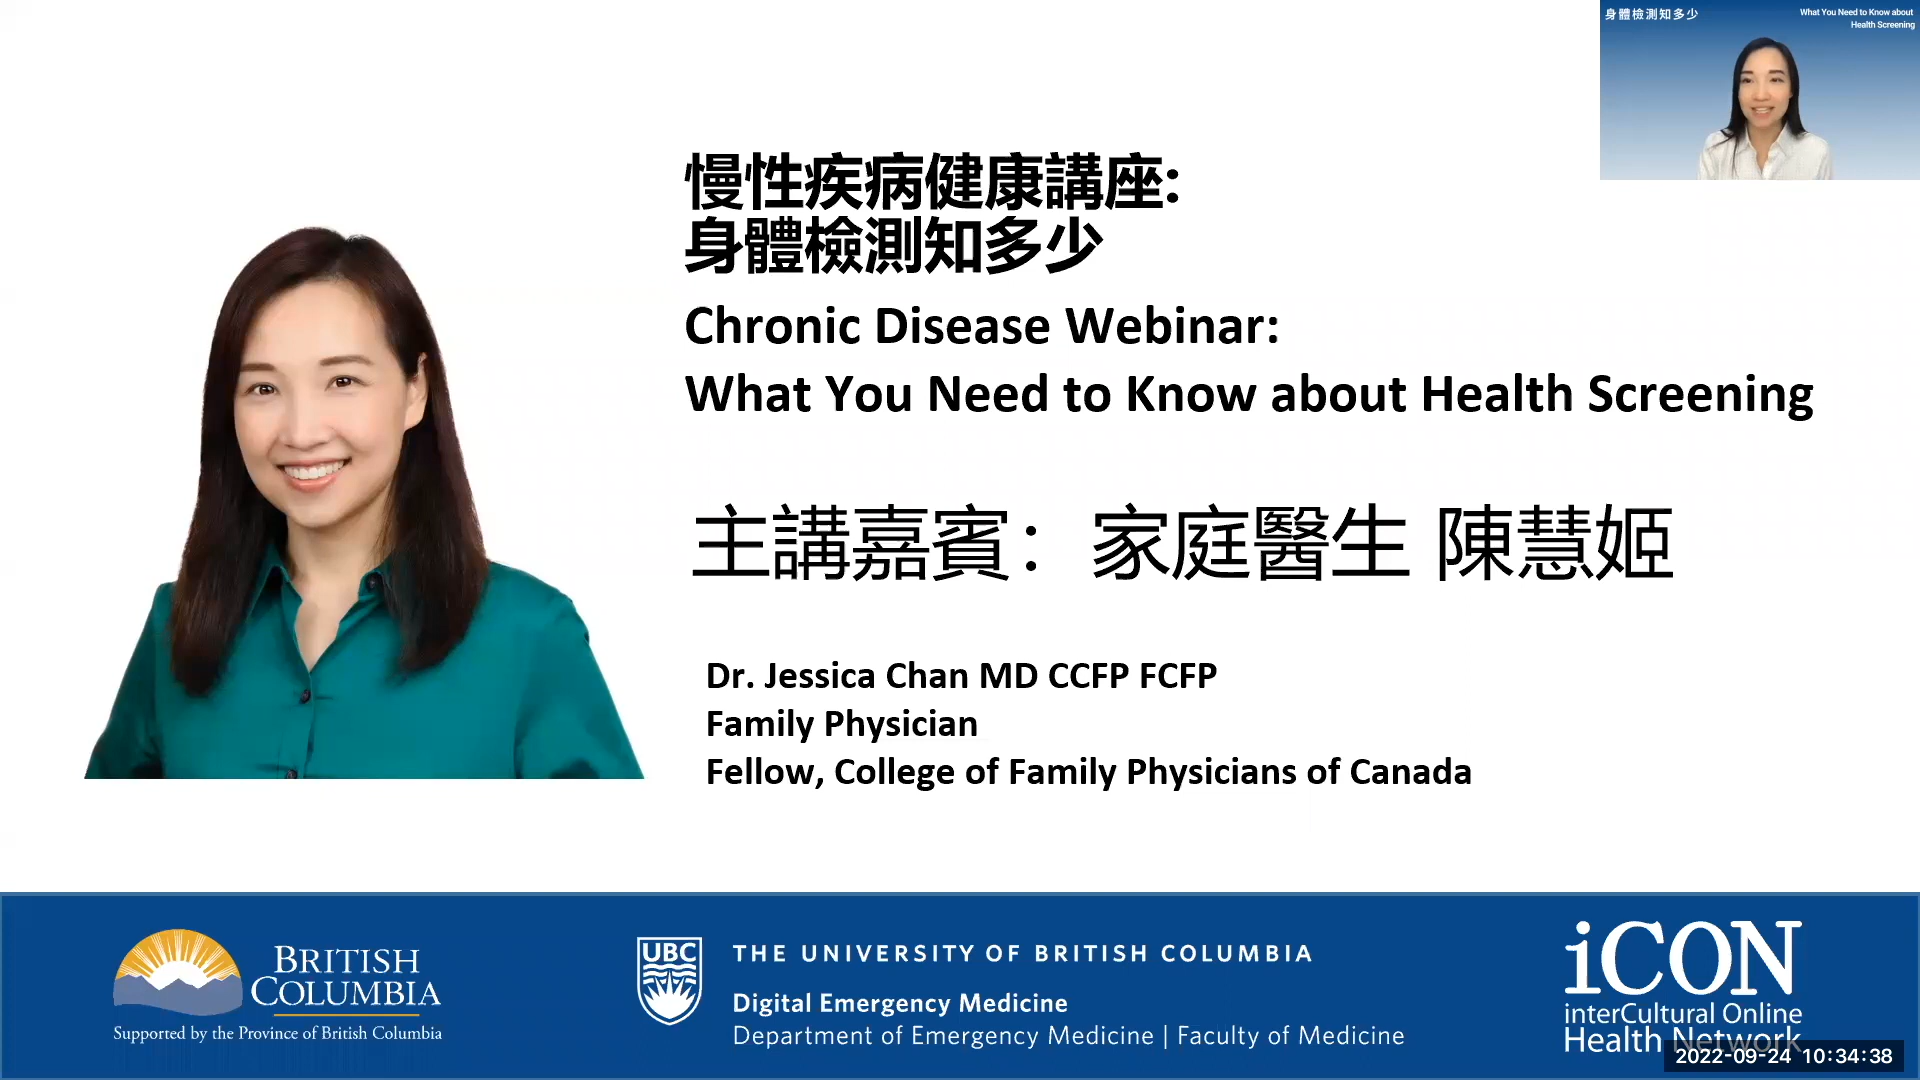 身體檢測知多少
What You Need to Know about
Health Screening
慢性疾病健康講座:
身體檢測知多少
Chronic Disease Webinar:
What You Need to Know about Health Screening
主講嘉賓：家庭醫生 陳慧姬
Dr. Jessica Chan MD CCFP FCFP
Family Physician
Fellow, College of Family Physicians of Canada
BRITISH
COLUMBIA
Supported by the Province of British Columbia
UBC
THE UNIVERSITY OF BRITISH COLUMBIA
Digital Emergency Medicine
Department of Emergency Medicine | Faculty of Medicine
iCON
interCultural Online
Health Network
2022-09-24 10:34:38